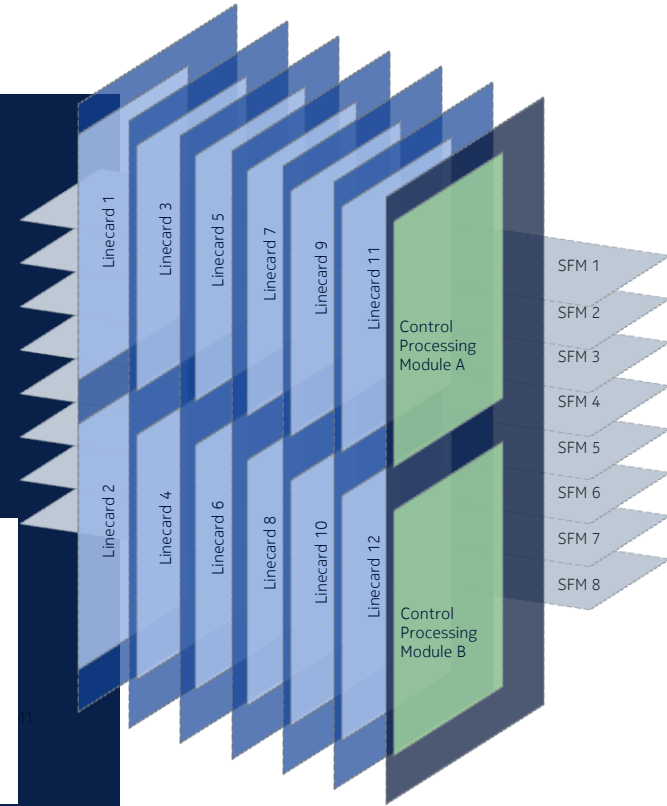 Linecard 1
Linecard 3
Linecard 5
Linecard 7
Linecard 9
Linecard 11
Control
Processing
Module A
SFM 1
SFM 2
SFM 3
SFM 4
SFM 5
SFM 6
SFM 7
SFM 8
Linecard 2
Linecard 4
Linecard 6
Linecard 8
Linecard 10
Linecard 12
Control
Processing
Module B